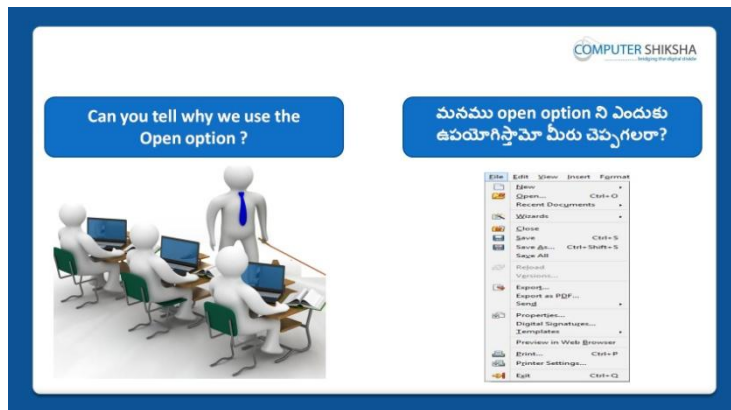 COMPUTER SHIKSHA
bridging the digital divide
Can you tell why we use the
Open option ?
మనము open option ని ఎందుకు
ఉపయోగిస్తామో మీరు చెప్పగలరా?
File Edit View Insert Format
New
Open... Ctrl+O
Recent Documents
Wizards
Close
Save Ctrl+S
Save As... Ctrl+Shift+S
Save All
Reload
Versions...
Export...
Export as PDF...
Send
Properties...
Digital Signatures...
Templates
Preview in Web Browser
Print... Ctrl+P
Printer Settings...
Exit Ctrl+Q